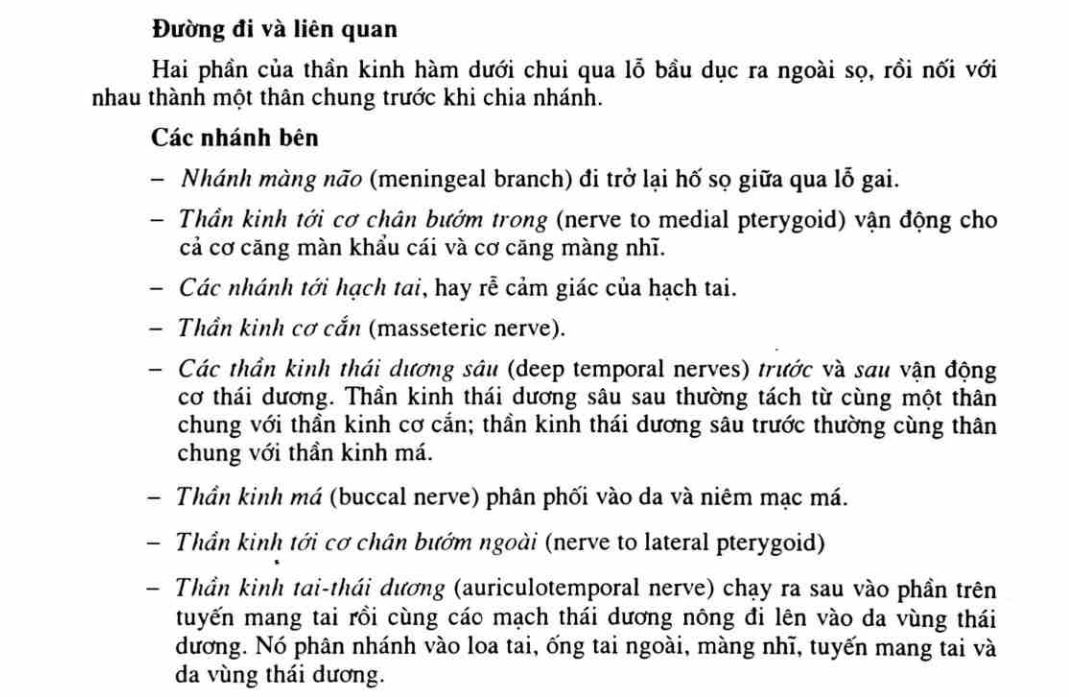 Đường đi và liên quan
Hai phần của thần kinh hàm dưới chui qua lỗ bầu dục ra ngoài sọ, rồi nối với
nhau thành một thân chung trước khi chia nhánh.
Các nhánh bên
– Nhánh màng não (meningeal branch) đi trở lại hố sọ giữa qua lỗ gai.
– Thần kinh tới cơ chân bướm trong (nerve to medial pterygoid) vận động cho
cả cơ căng màn khẩu cái và cơ căng màng nhĩ.
– Các nhánh tới hạch tai, hay rễ cảm giác của hạch tai.
– Thần kinh cơ cắn (masseteric nerve).
– Các thần kinh thái dương sâu (deep temporal nerves) trước và sau vận động
cơ thái dương. Thần kinh thái dương sâu sau thường tách từ cùng một thân
chung với thần kinh cơ cắn; thần kinh thái dương sâu trước thường cùng thân
chung với thần kinh má.
– Thần kinh má (buccal nerve) phân phối vào da và niêm mạc má.
– Thần kinh tới cơ chân bướm ngoài (nerve to lateral pterygoid)
– Thần kinh tai-thái dương (auriculotemporal nerve) chạy ra sau vào phần trên
tuyến mang tai rồi cùng các mạch thái dương nông đi lên vào da vùng thái
dương. Nó phân nhánh vào loa tai, ống tai ngoài, màng nhĩ, tuyến mang tai và
da vùng thái dương.